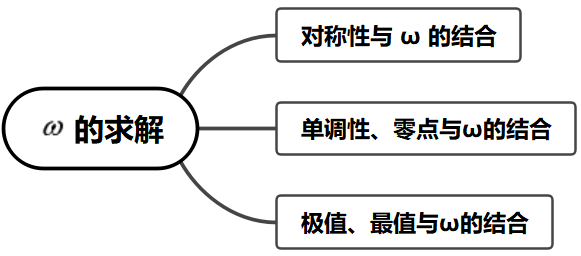 ω 的求解
对称性与 ω 的结合
单调性、零点与ω的结合
极值、最值与ω的结合